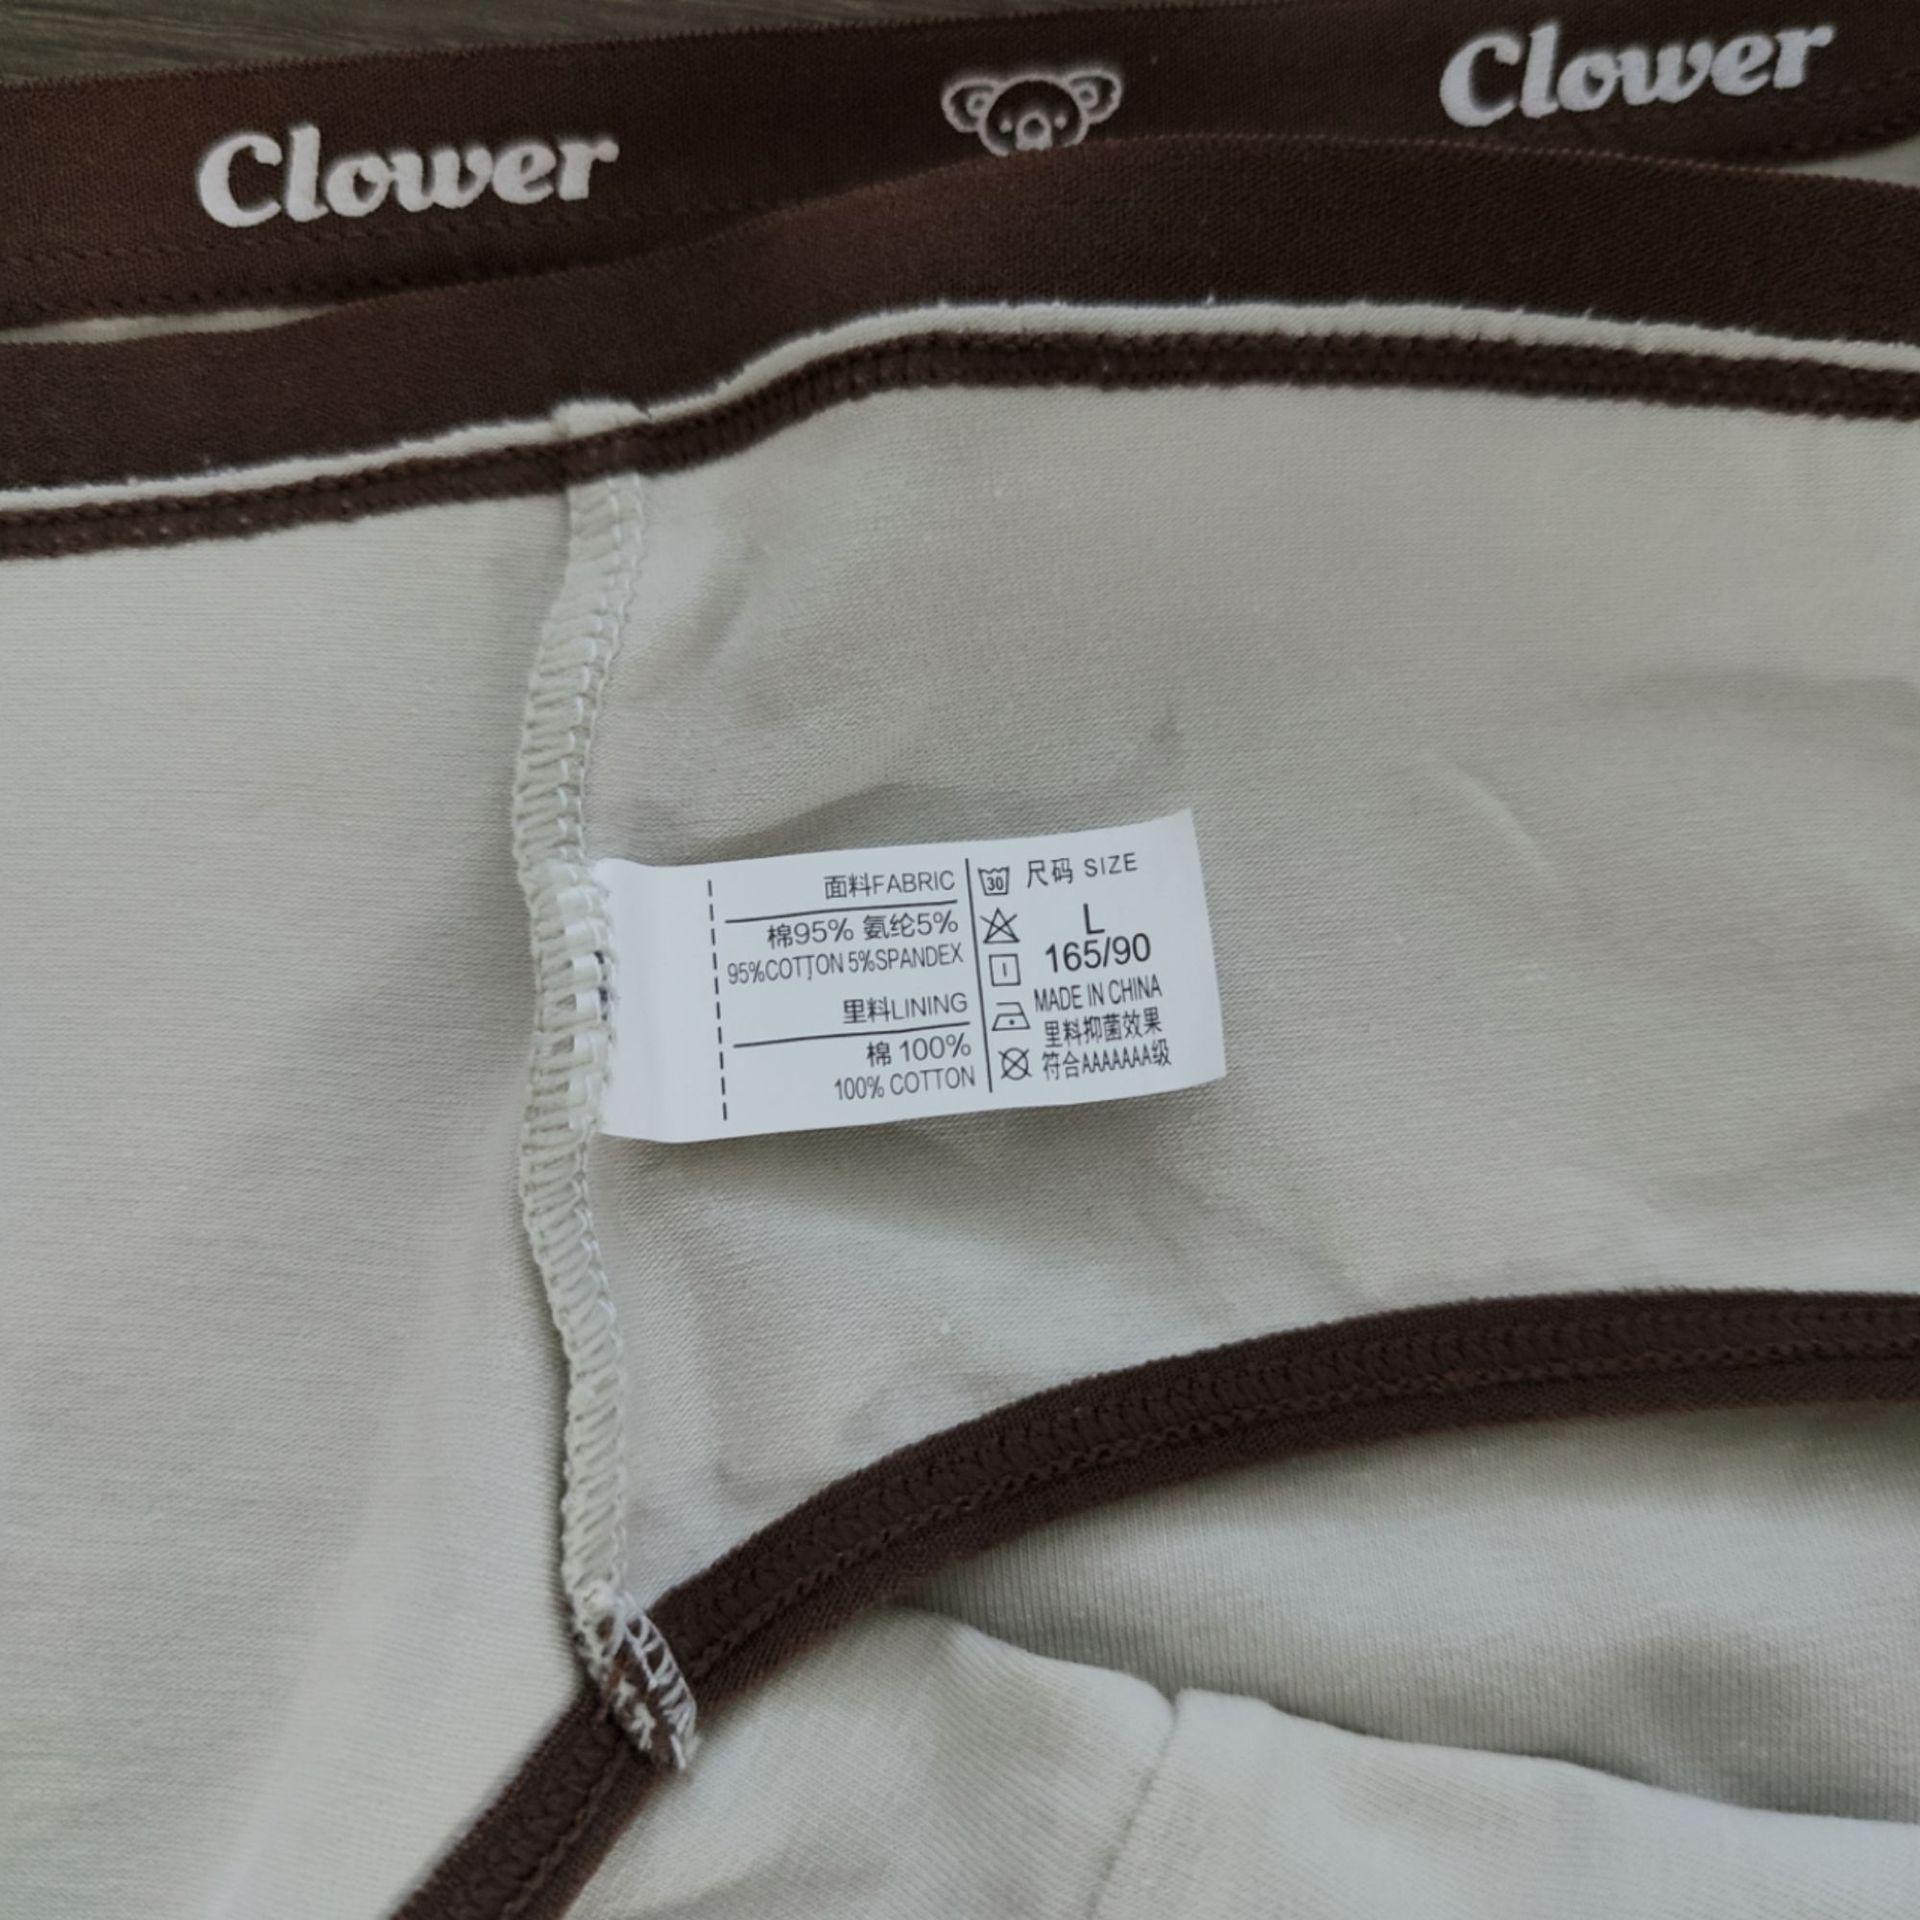 Clower
Clower
面料FABRIC
棉95% 氨纶5%
95%COTTON 5%SPANDEX
里料LINING
棉 100%
100% COTTON
30
尺码 SIZE
L
165/90
MADE IN CHINA
里料抑菌效果
符合AAAAAAA级